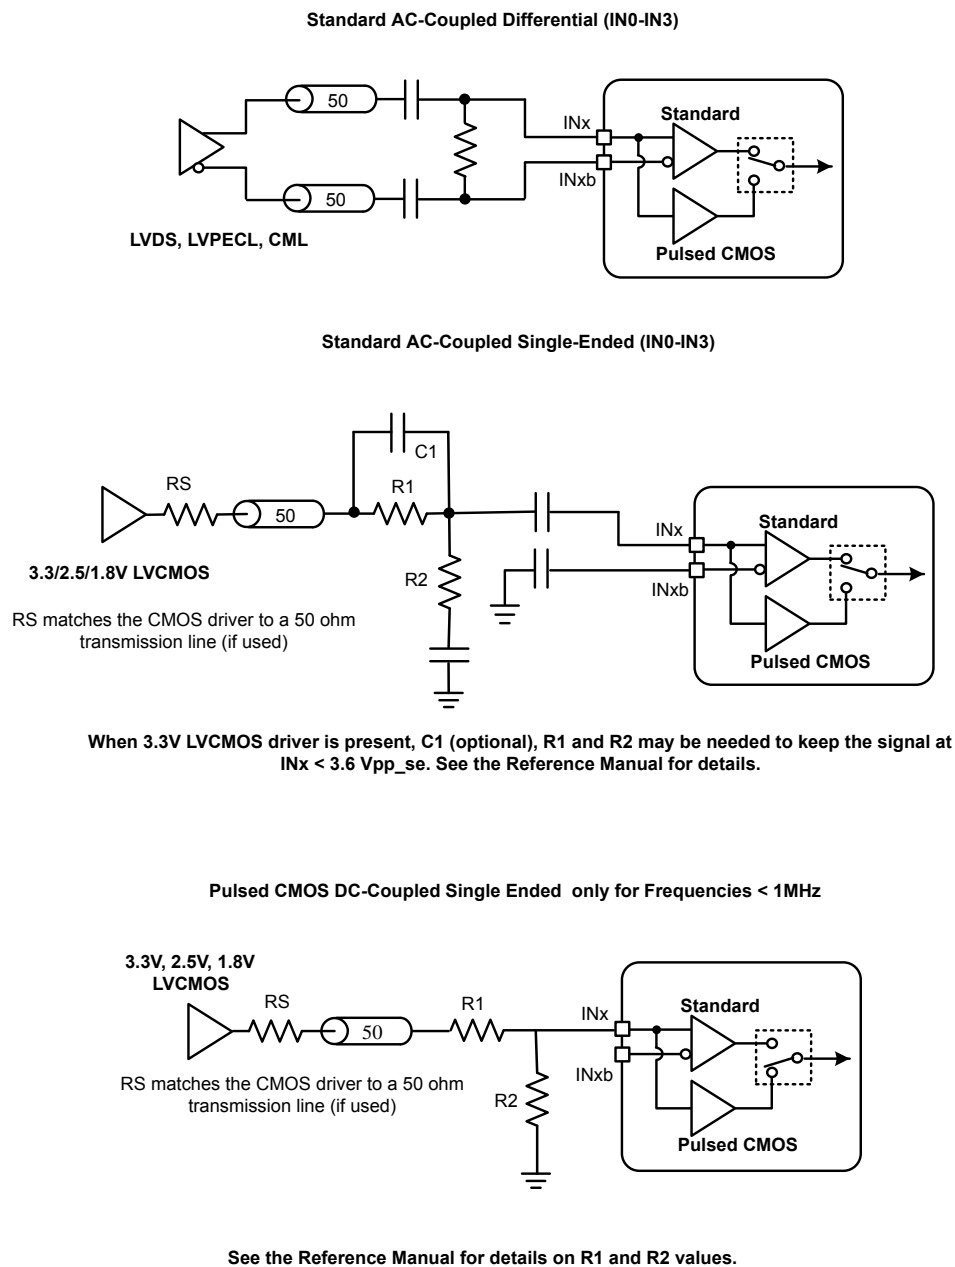 Standard AC-Coupled Differential (IN0-IN3)
50
INx
Standard
50
INxb
LVDS, LVPECL, CML
Pulsed CMOS
Standard AC-Coupled Single-Ended (IN0-IN3)
C1
RS
R1
50
INx
Standard
3.3/2.5/1.8V LVCMOS
R2
INxb
RS matches the CMOS driver to a 50 ohm
transmission line (if used)
Pulsed CMOS
When 3.3V LVCMOS driver is present, C1 (optional), R1 and R2 may be needed to keep the signal at
INx < 3.6 Vpp_se. See the Reference Manual for details.
Pulsed CMOS DC-Coupled Single Ended only for Frequencies < 1MHz
3.3V, 2.5V, 1.8V
LVCMOS
RS
R1
50
INx
Standard
INxb
RS matches the CMOS driver to a 50 ohm
transmission line (if used)
R2
Pulsed CMOS
See the Reference Manual for details on R1 and R2 values.